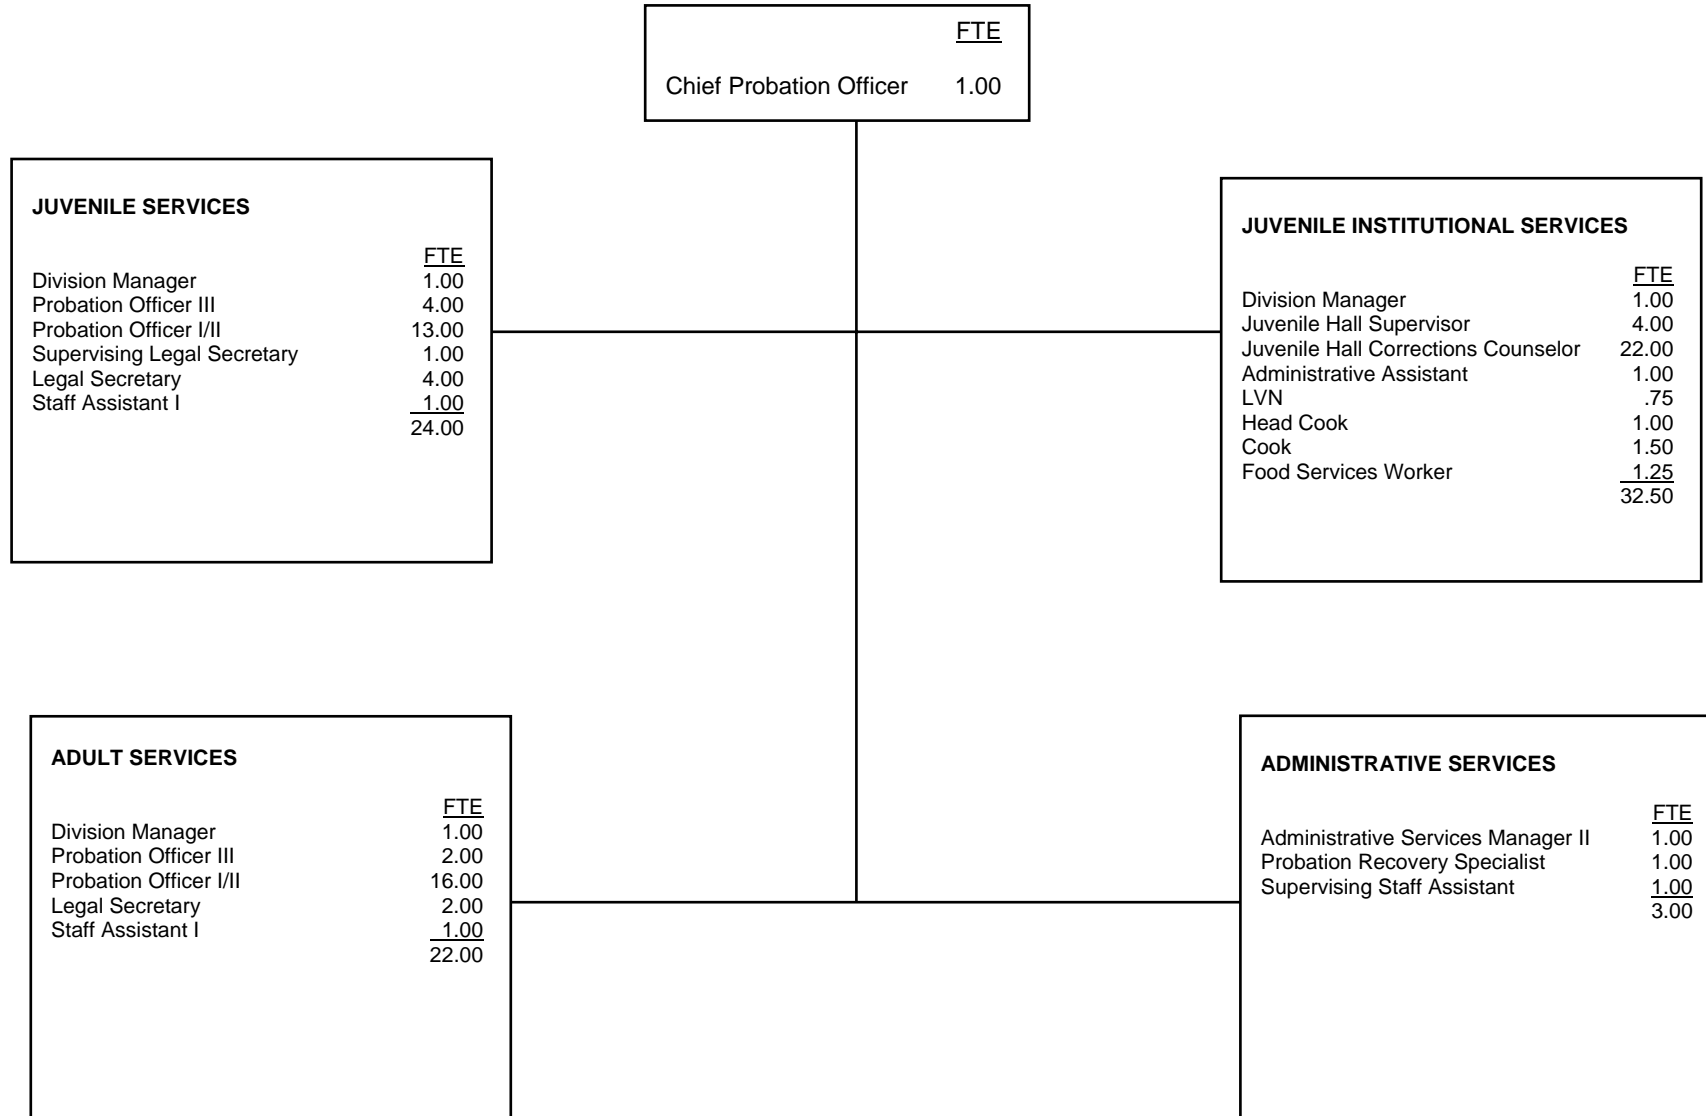 FTE
Chief Probation Officer 1.00
JUVENILE SERVICES
FTE
Division Manager 1.00
Probation Officer III 4.00
Probation Officer I/II 13.00
Supervising Legal Secretary 1.00
Legal Secretary 4.00
Staff Assistant I 1.00
24.00
JUVENILE INSTITUTIONAL SERVICES
FTE
Division Manager 1.00
Juvenile Hall Supervisor 4.00
Juvenile Hall Corrections Counselor 22.00
Administrative Assistant 1.00
LVN .75
Head Cook 1.00
Cook 1.50
Food Services Worker 1.25
32.50
ADULT SERVICES
FTE
Division Manager 1.00
Probation Officer III 2.00
Probation Officer I/II 16.00
Legal Secretary 2.00
Staff Assistant I 1.00
22.00
ADMINISTRATIVE SERVICES
FTE
Administrative Services Manager II 1.00
Probation Recovery Specialist 1.00
Supervising Staff Assistant 1.00
3.00